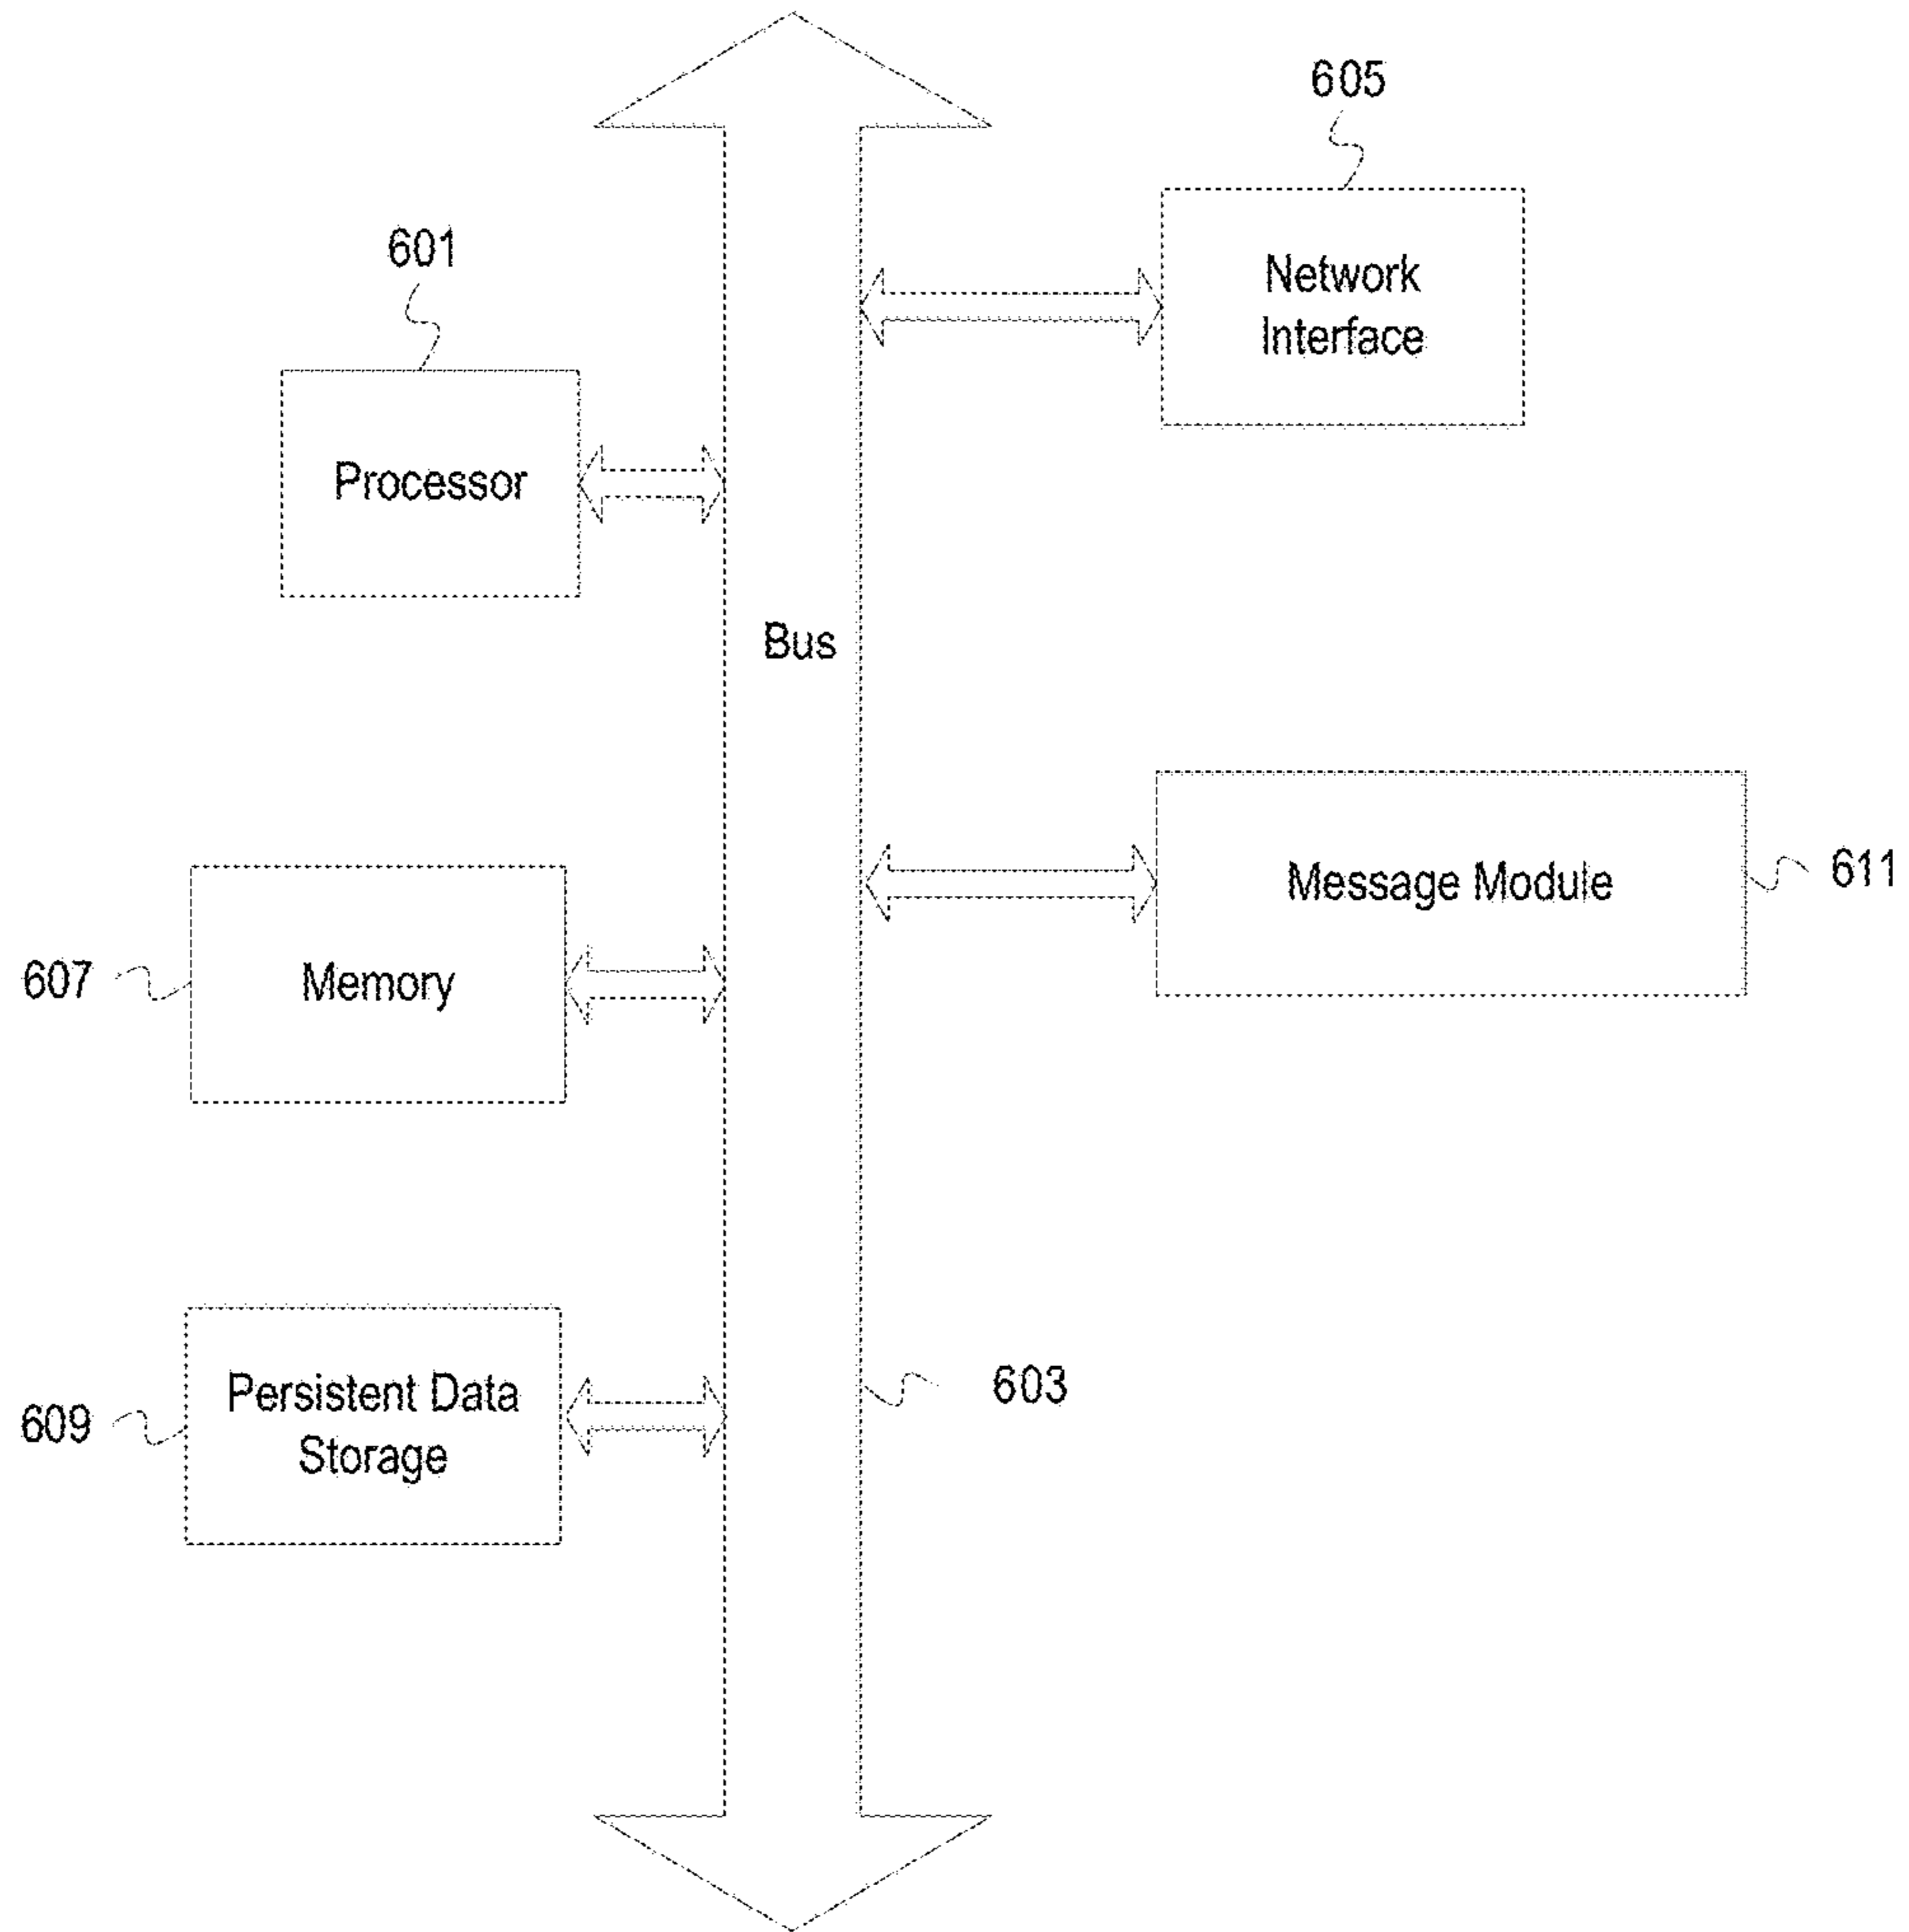 605
Network
Interface
601
Processor
Bus
Message Module
611
607
Memory
603
Persistent Data
Storage
609